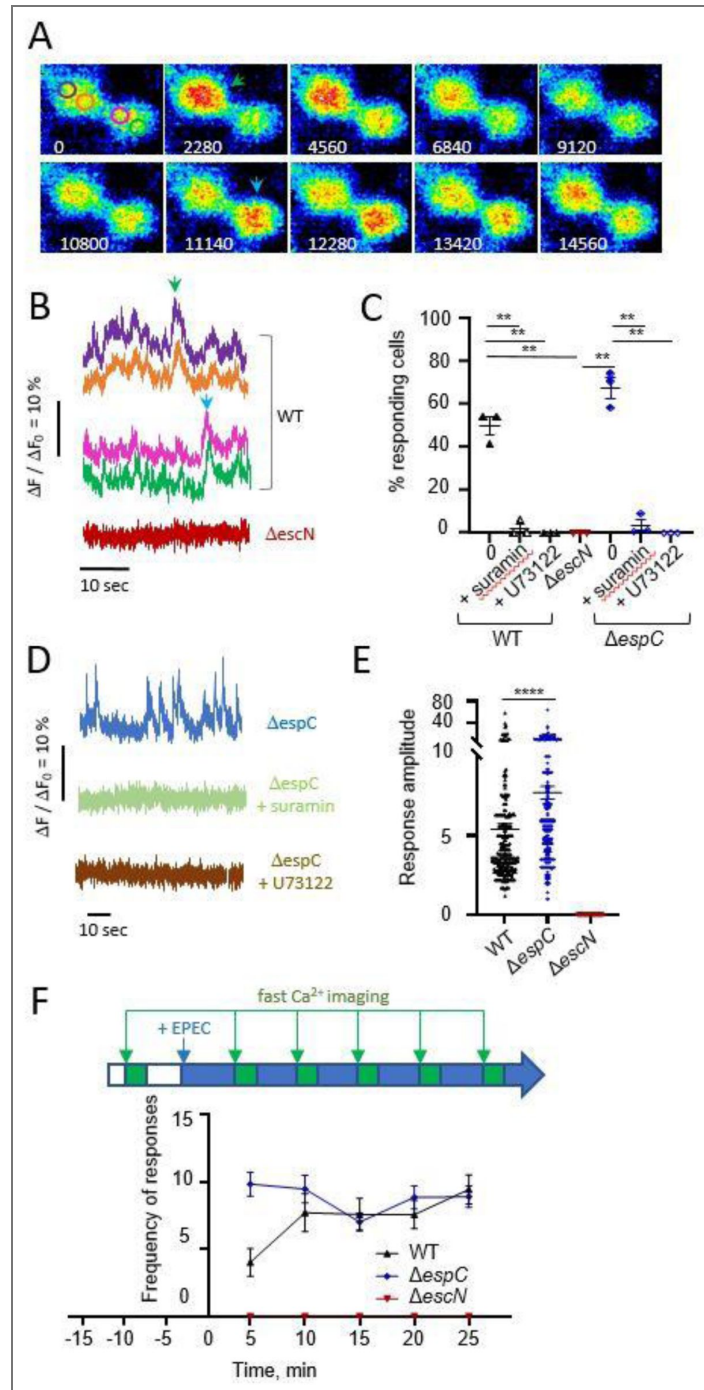 A
0
2280
4560
6840
9120
10800
11140
12280
13420
14560
B
ΔF / ΔF₀ = 10 %
WT
ΔescN
10 sec
C
% responding cells
100
80
60
40
20
0
** 
**
**
**
**
**
0
+ suramin
+ U73122
ΔescN
0
+ suramin
+ U73122
WT
ΔespC
D
ΔF / ΔF₀ = 10 %
ΔespC
ΔespC
+ suramin
ΔespC
+ U73122
10 sec
E
Response amplitude
80
40
10
5
0
****
WT
ΔespC
ΔescN
F
fast Ca²⁺ imaging
+ EPEC
Frequency of responses
15
10
5
0
WT
ΔespC
ΔescN
-15 -10 -5 0 5 10 15 20 25
Time, min